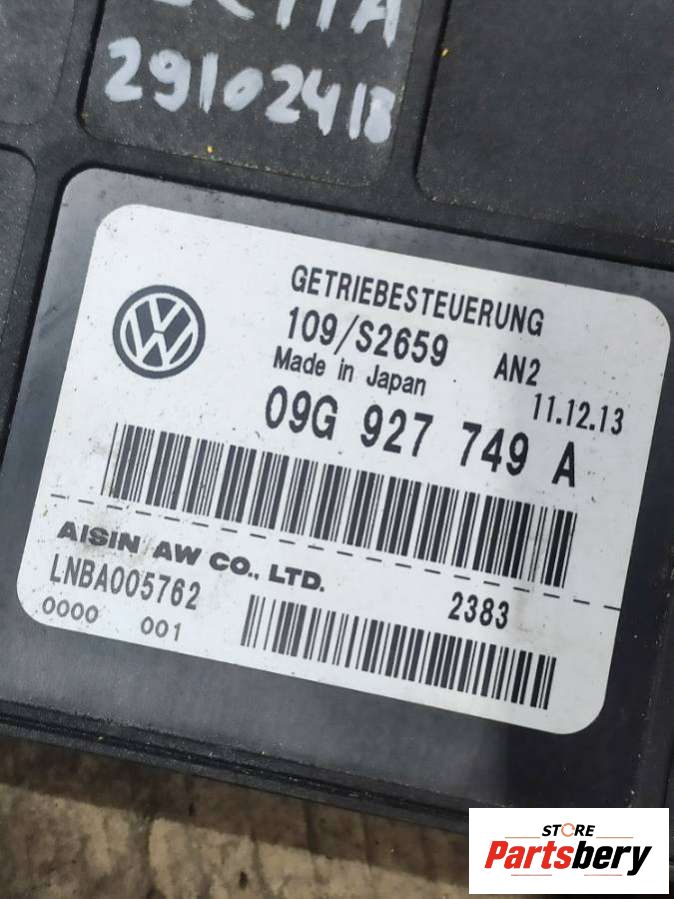 29102418
GETRIEBESTEUERUNG
109/S2659 AN2
Made in Japan 11.12.13
09G 927 749 A
AISIN AW CO., LTD.
LNBA005762 2383
0000 001
STORE
Partsbery